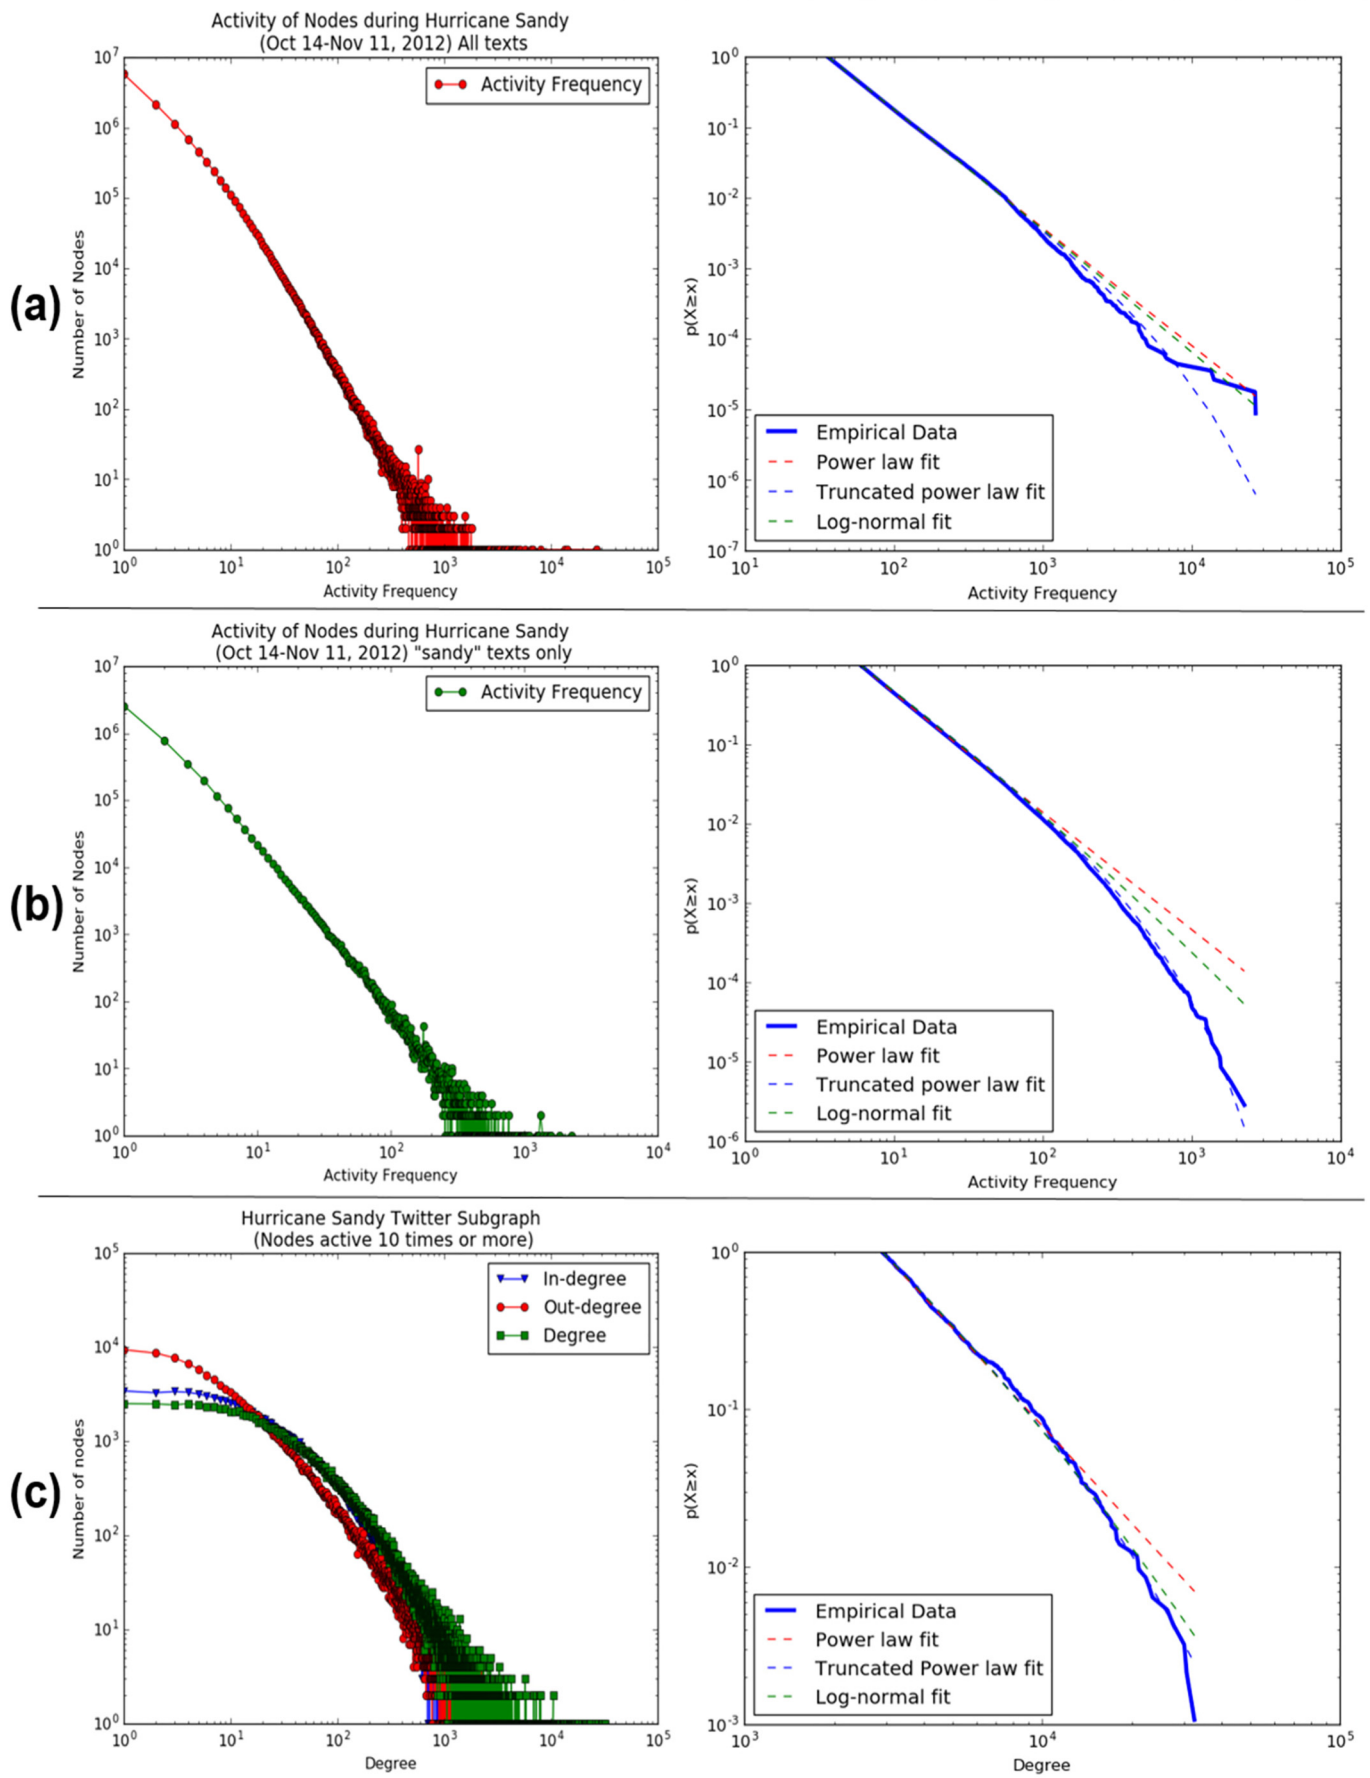 Activity of Nodes during Hurricane Sandy
(Oct 14-Nov 11, 2012) All texts
(a)
Number of Nodes
10^7
10^6
10^5
10^4
10^3
10^2
10^1
10^0
Activity Frequency
10^0 10^1 10^2 10^3 10^4 10^5
Activity Frequency
p(X≥x)
10^0
10^-1
10^-2
10^-3
10^-4
10^-5
10^-6
10^-7
Empirical Data
Power law fit
Truncated power law fit
Log-normal fit
10^1 10^2 10^3 10^4 10^5
Activity Frequency
Activity of Nodes during Hurricane Sandy
(Oct 14-Nov 11, 2012) "sandy" texts only
(b)
Number of Nodes
10^7
10^6
10^5
10^4
10^3
10^2
10^1
10^0
Activity Frequency
10^0 10^1 10^2 10^3 10^4
Activity Frequency
p(X≥x)
10^0
10^-1
10^-2
10^-3
10^-4
10^-5
10^-6
Empirical Data
Power law fit
Truncated power law fit
Log-normal fit
10^0 10^1 10^2 10^3 10^4
Activity Frequency
Hurricane Sandy Twitter Subgraph
(Nodes active 10 times or more)
(c)
Number of nodes
10^5
10^4
10^3
10^2
10^1
10^0
In-degree
Out-degree
Degree
10^0 10^1 10^2 10^3 10^4 10^5
Degree
p(X≥x)
10^0
10^-1
10^-2
10^-3
Empirical Data
Power law fit
Truncated Power law fit
Log-normal fit
10^3 10^4 10^5
Degree